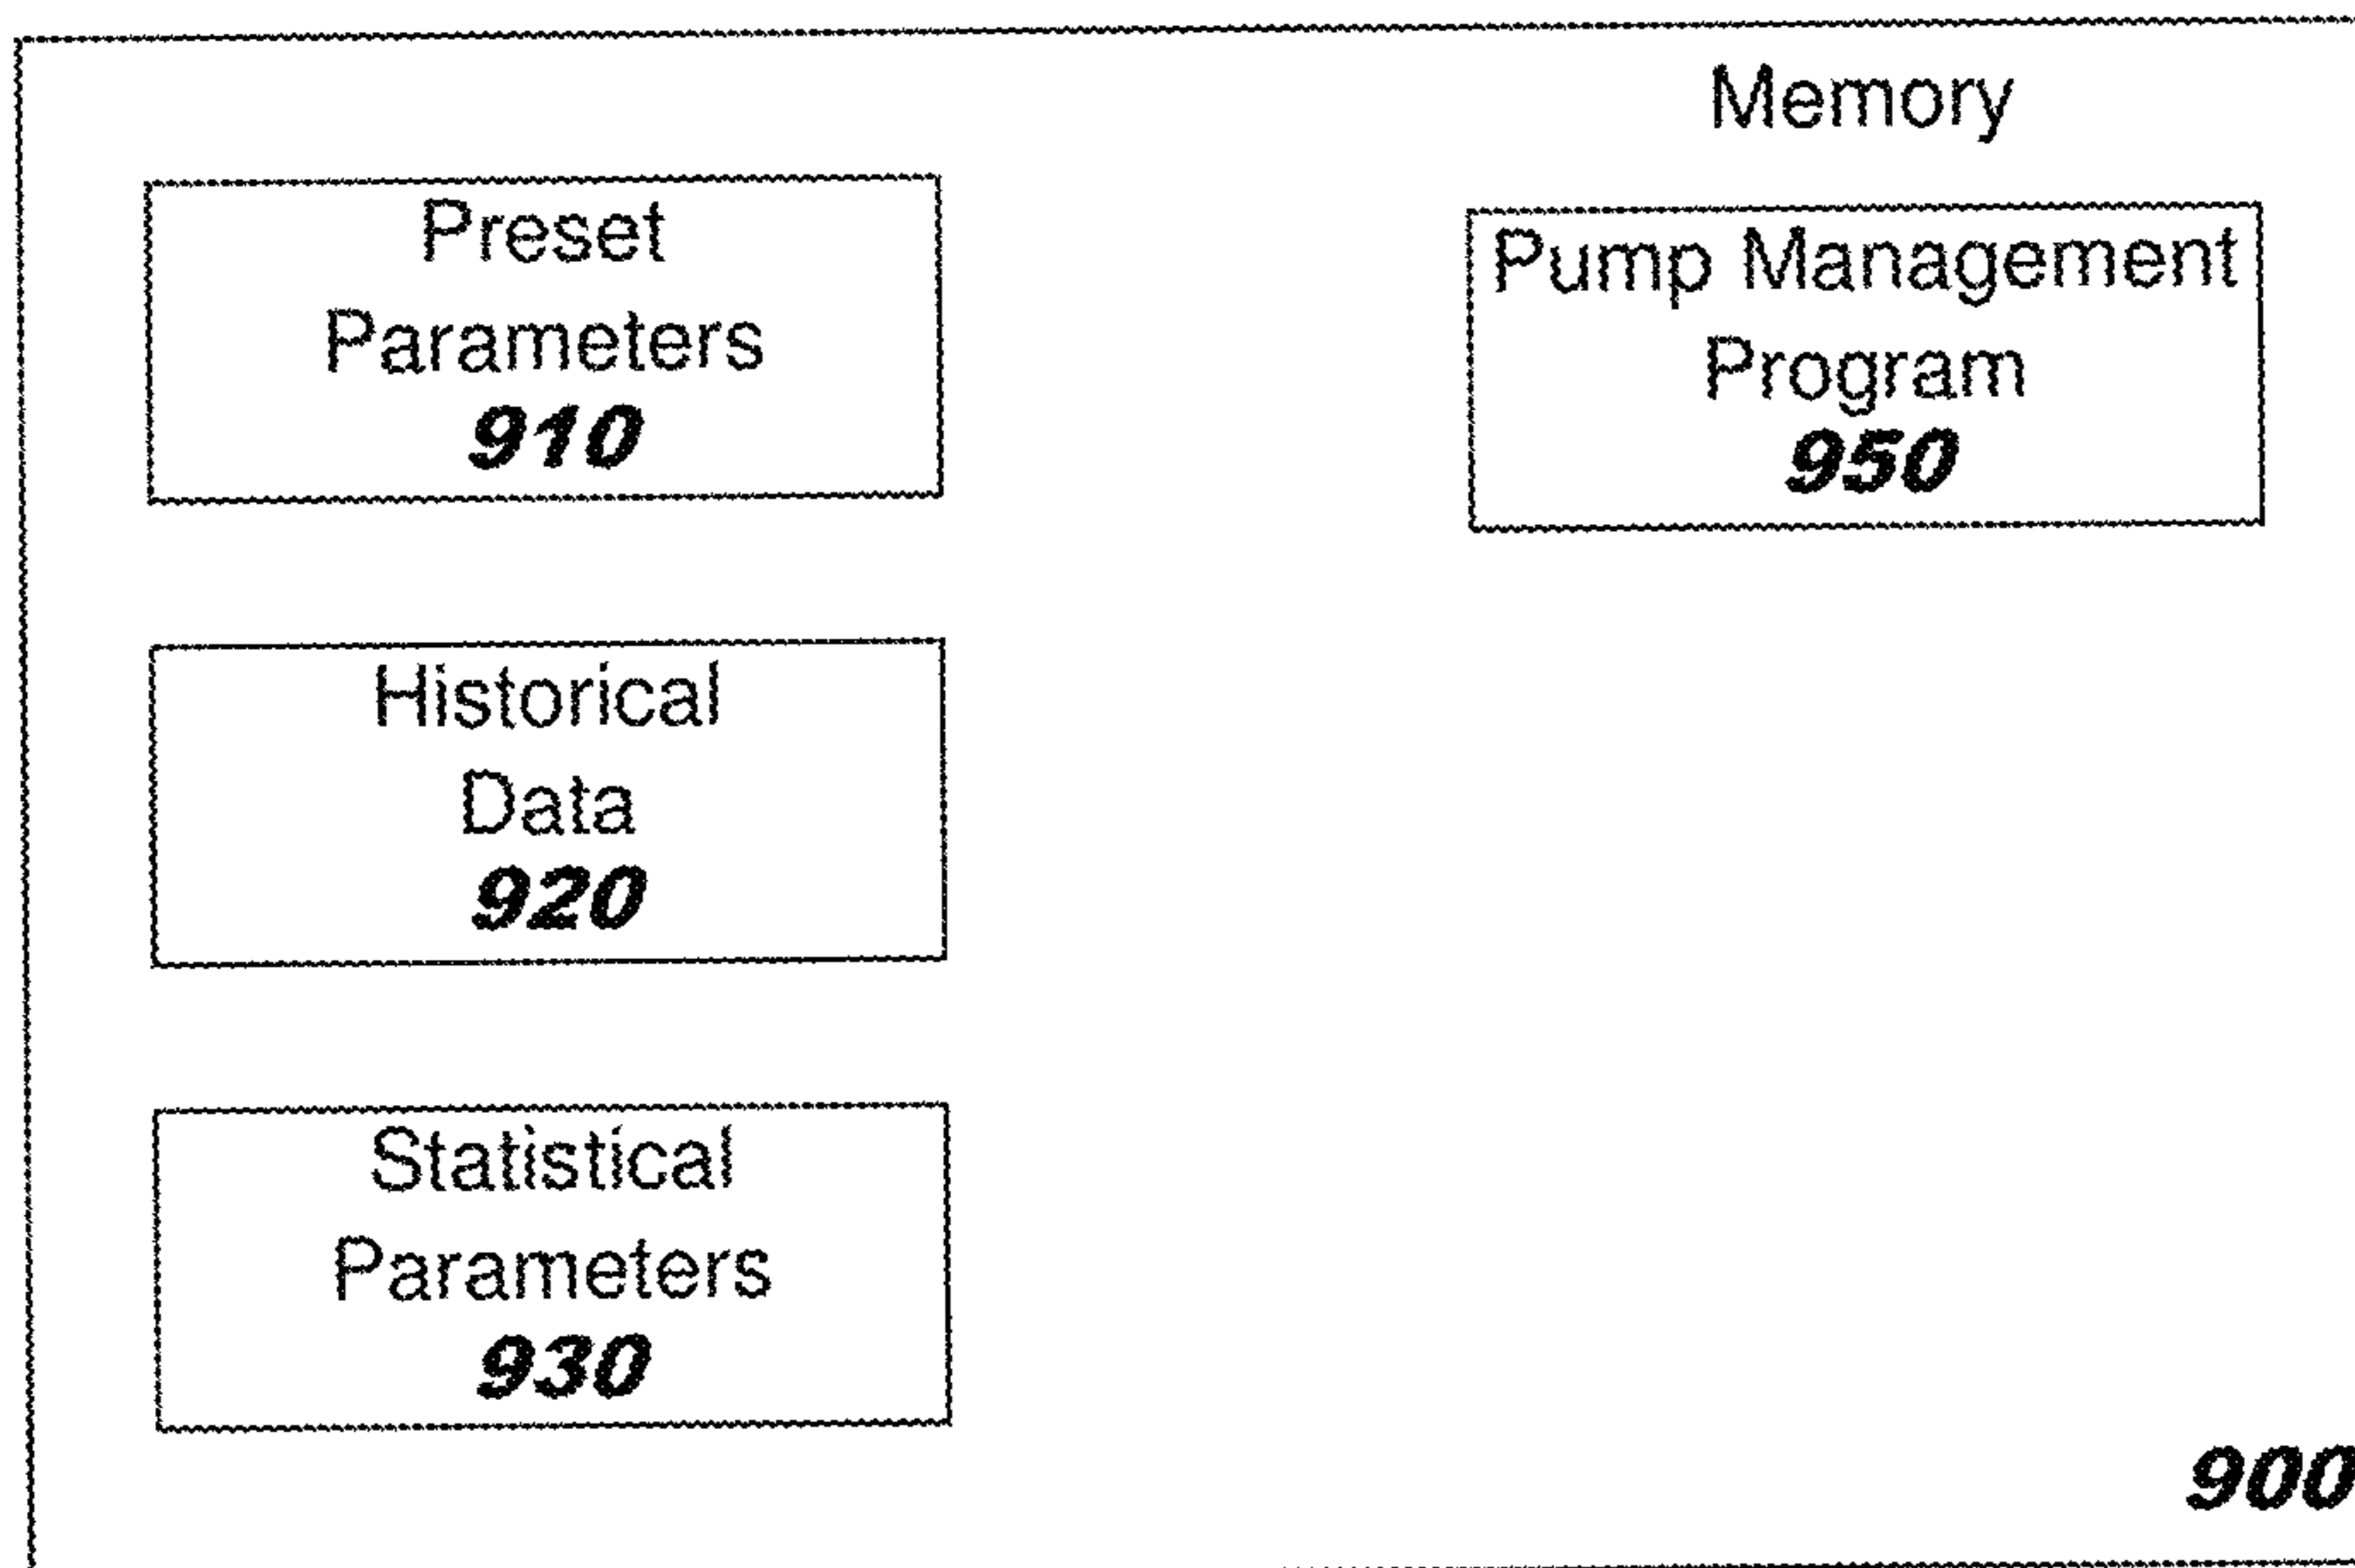 Memory
Preset
Parameters
910
Pump Management
Program
950
Historical
Data
920
Statistical
Parameters
930
900